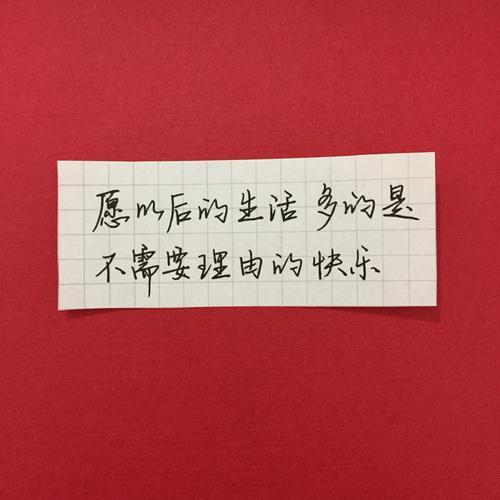 愿以后的生活 多的是
不需要理由的快乐